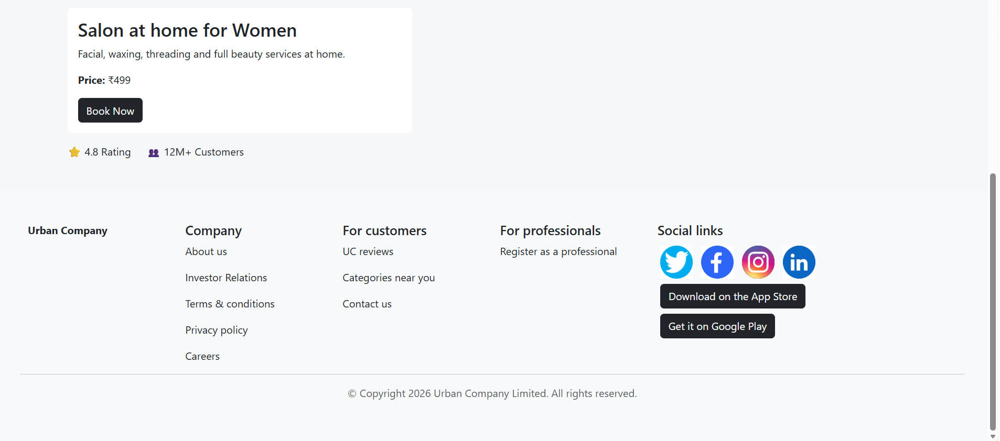 Salon at home for Women
Facial, waxing, threading and full beauty services at home.
Price: ₹499
Book Now
⭐ 4.8 Rating 👥 12M+ Customers
Urban Company
Company
About us
Investor Relations
Terms & conditions
Privacy policy
Careers
For customers
UC reviews
Categories near you
Contact us
For professionals
Register as a professional
Social links
Download on the App Store
Get it on Google Play
© Copyright 2026 Urban Company Limited. All rights reserved.